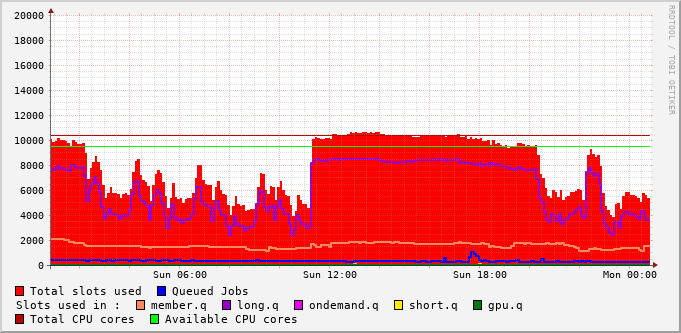 20000
18000
16000
14000
12000
10000
8000
6000
4000
2000
0
RRDTOOL / TOBI OETIKER
Sun 06:00 Sun 12:00 Sun 18:00 Mon 00:00
Total slots used Queued Jobs
Slots used in : member.q long.q ondemand.q short.q gpu.q
Total CPU cores Available CPU cores